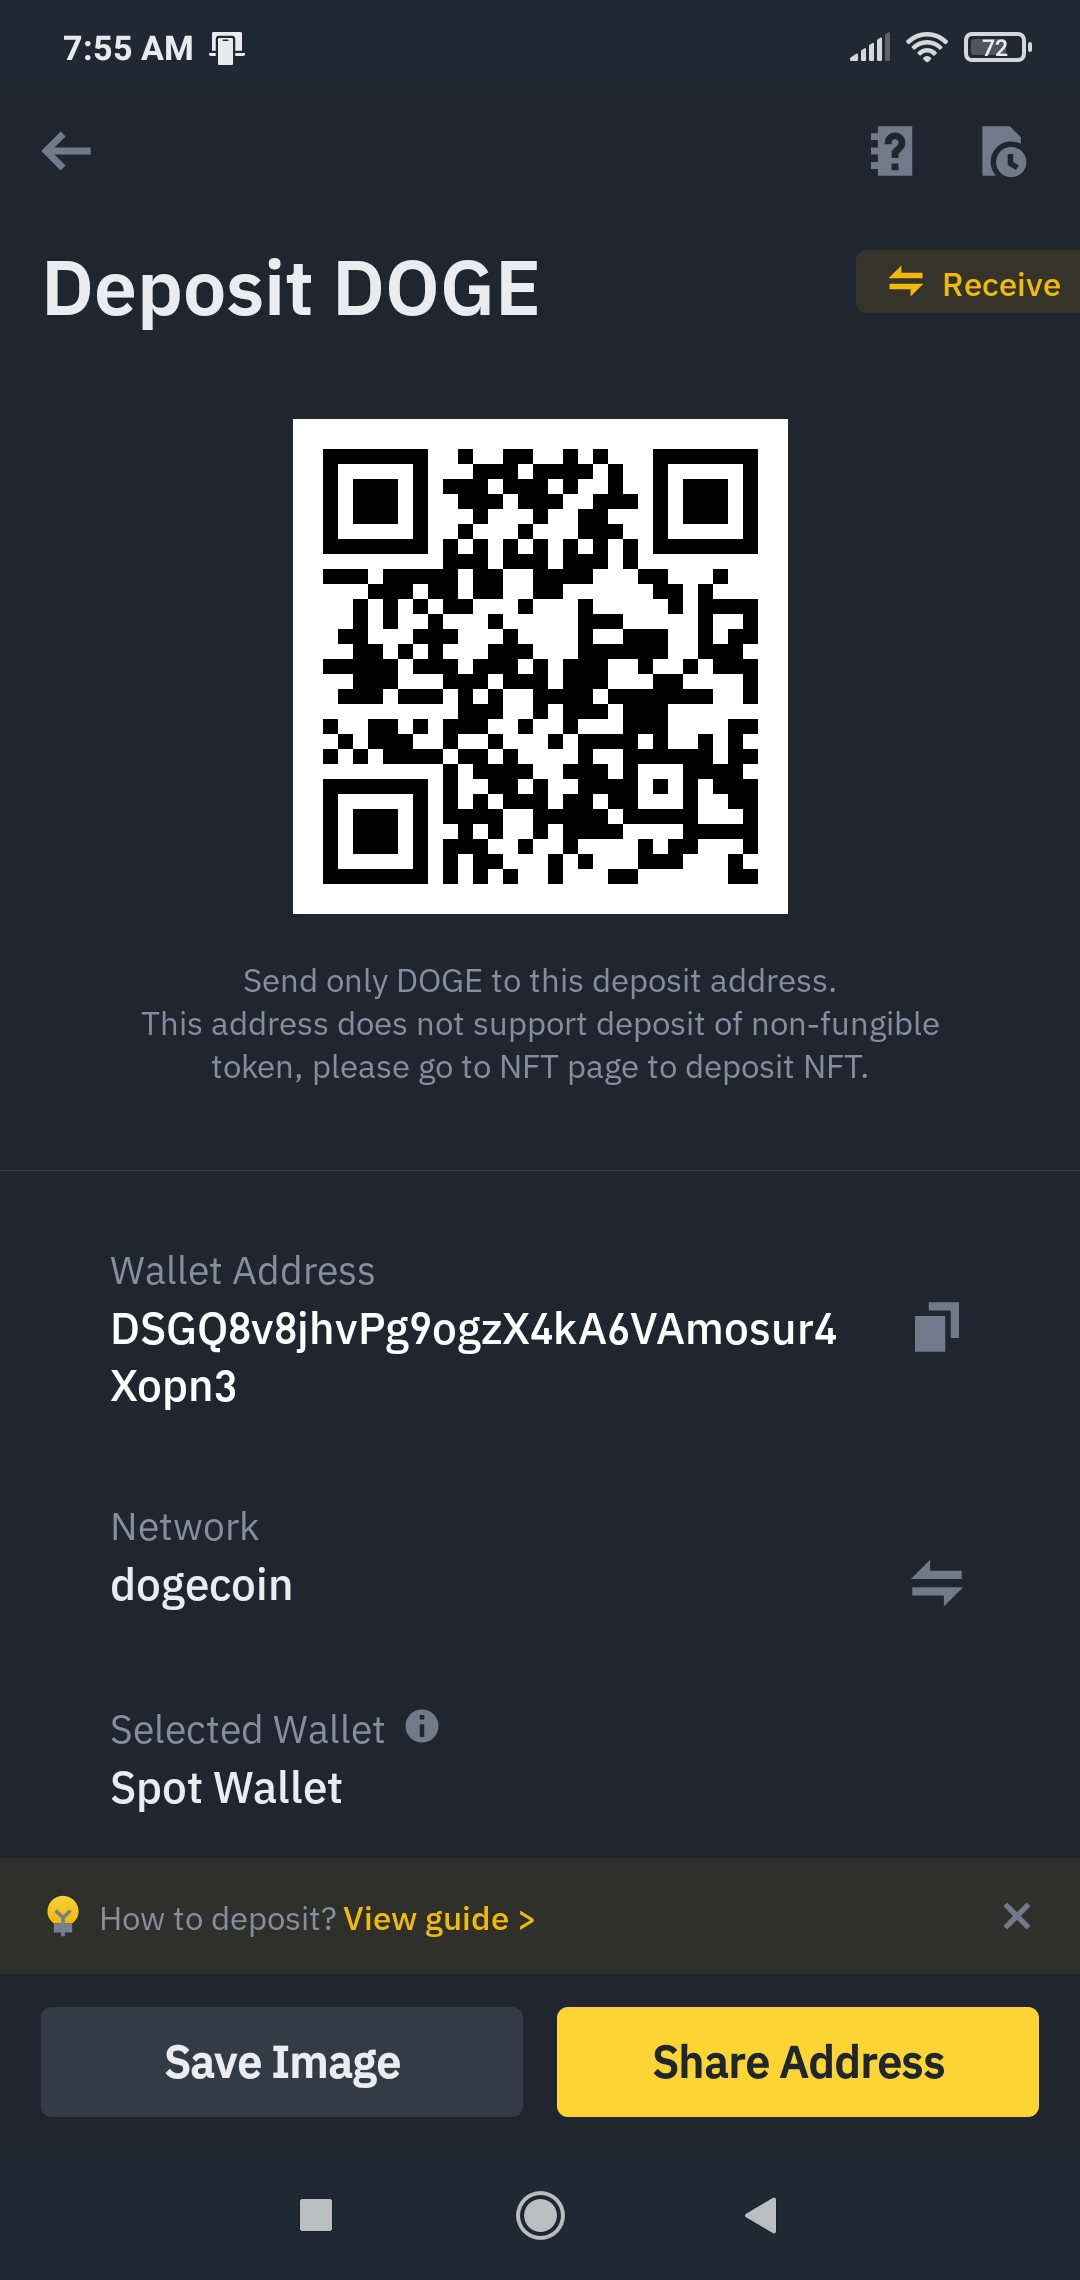 7:55 AM
72
Deposit DOGE
Receive
Send only DOGE to this deposit address.
This address does not support deposit of non-fungible
token, please go to NFT page to deposit NFT.
Wallet Address
DSGQ8v8jhvPg9ogzX4kA6VAmosur4
Xopn3
Network
dogecoin
Selected Wallet
Spot Wallet
How to deposit? View guide >
Save Image
Share Address